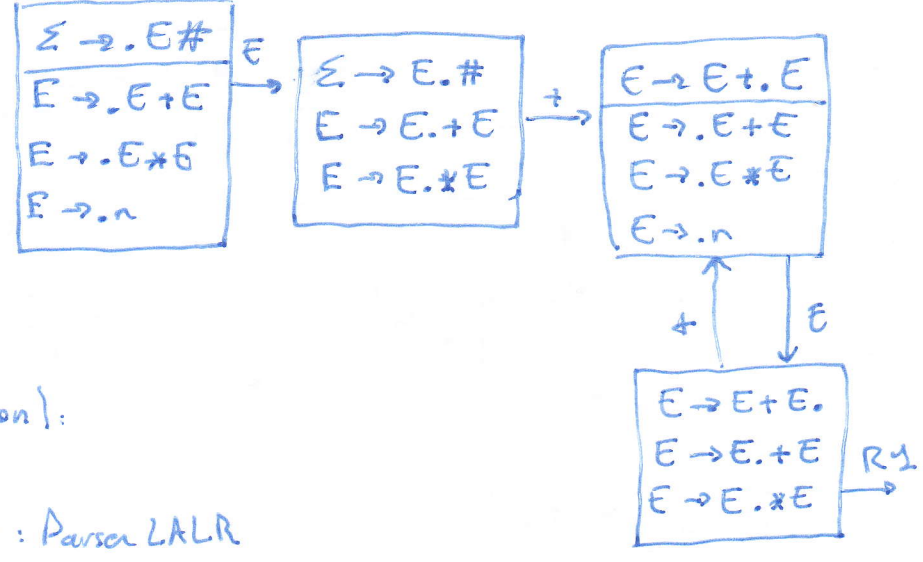 Σ → . E #
E → . E + E
E → . E * E
E → . n
E
Σ → E . #
E → E . + E
E → E . * E
+
E → E + . E
E → . E + E
E → . E * E
E → . n
+
E
E → E + E .
E → E . + E
E → E . * E
R1
on):
: Parser LALR